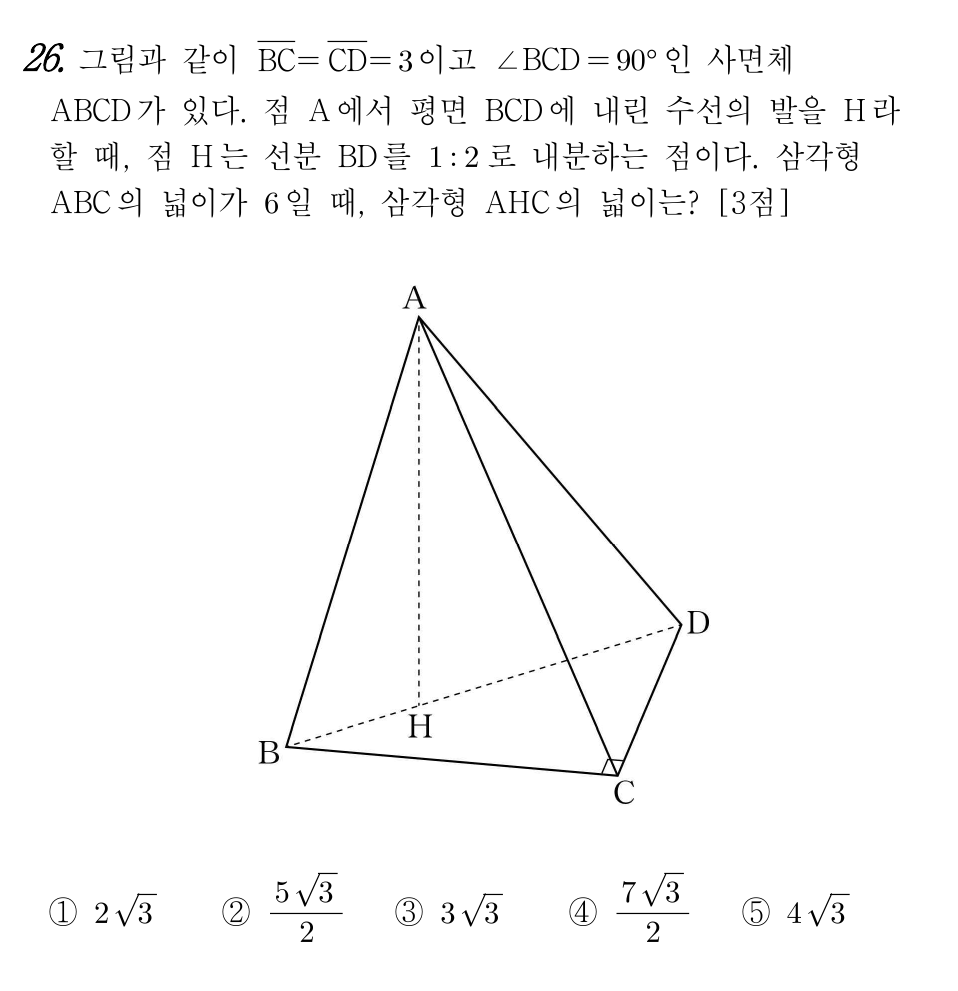 26. 그림과 같이 $\overline{BC}=\overline{CD}=3$이고 ∠BCD=90°인 사면체
ABCD가 있다. 점 A에서 평면 BCD에 내린 수선의 발을 H라
할 때, 점 H는 선분 BD를 1:2로 내분하는 점이다. 삼각형
ABC의 넓이가 6일 때, 삼각형 AHC의 넓이는? [3점]
A
D
H
B
C
① $2\sqrt{3}$ ② $\frac{5\sqrt{3}}{2}$ ③ $3\sqrt{3}$ ④ $\frac{7\sqrt{3}}{2}$ ⑤ $4\sqrt{3}$